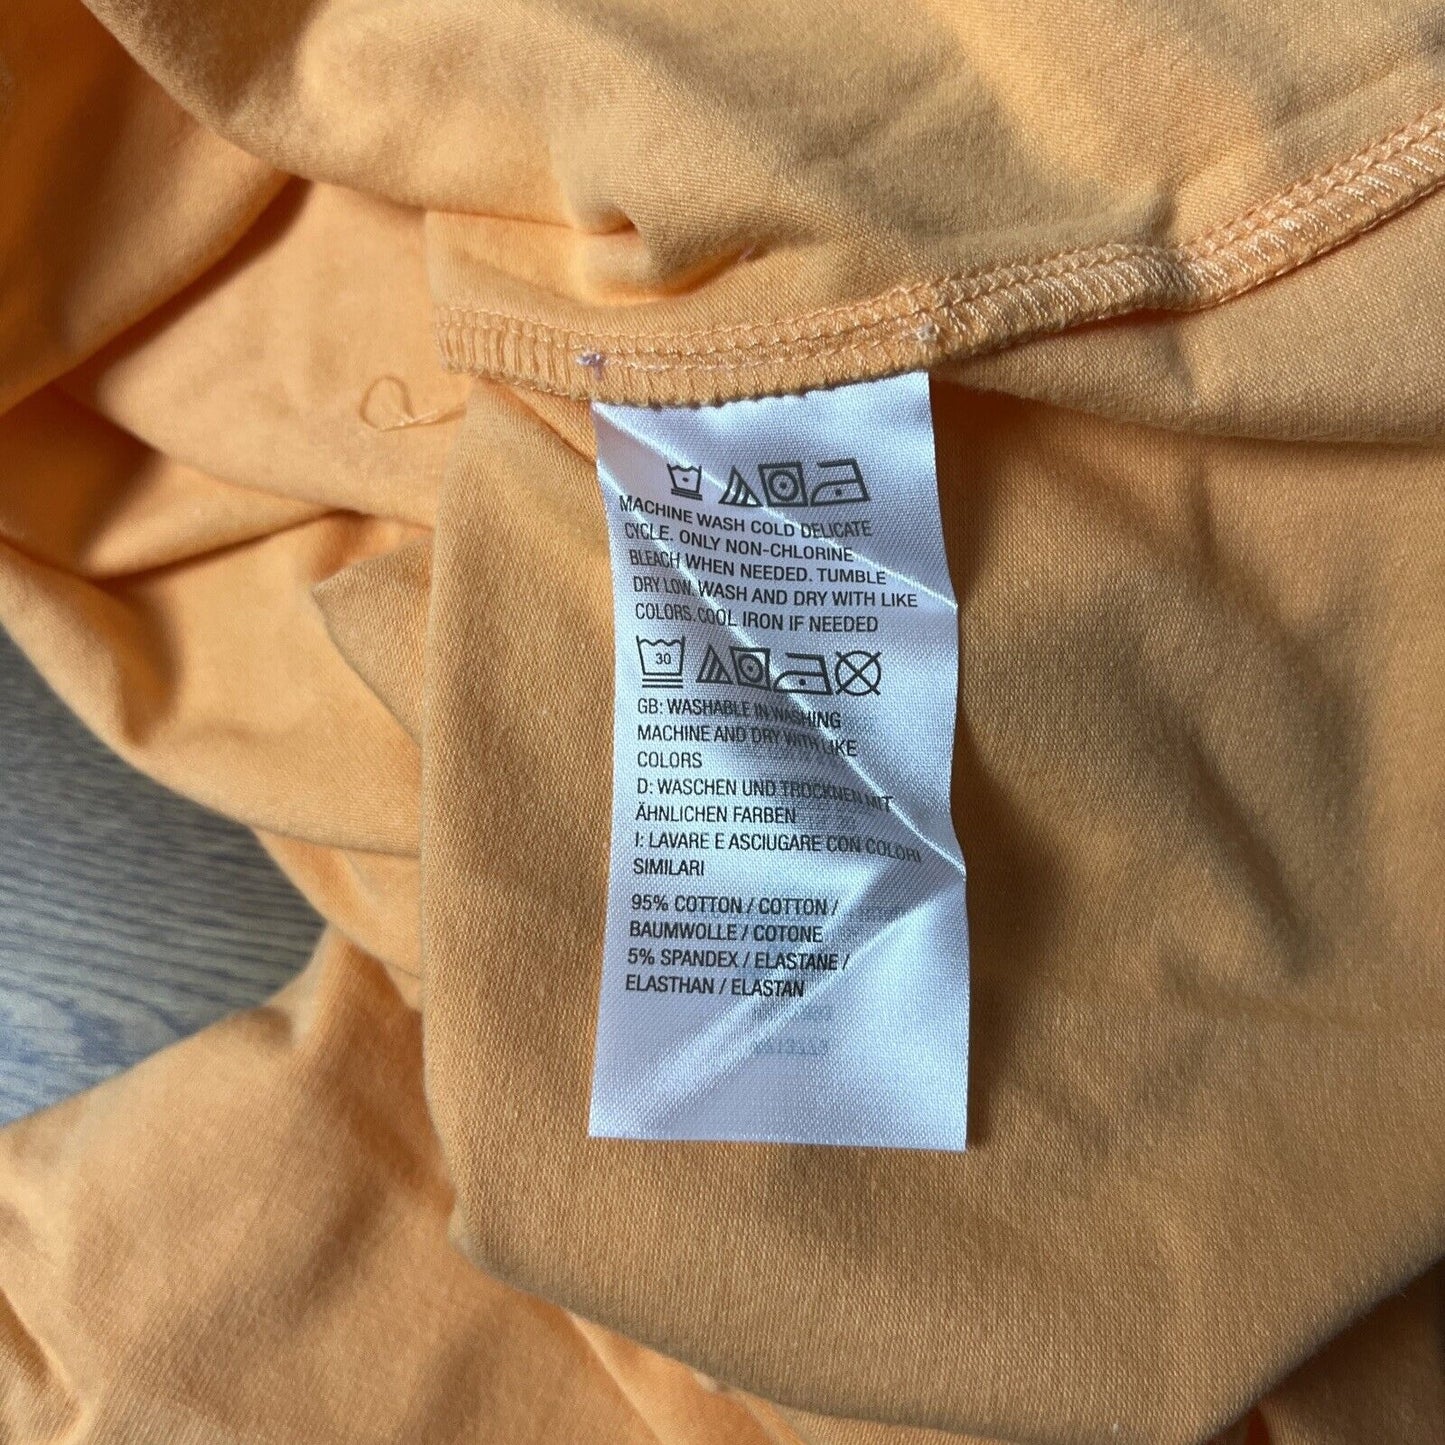 MACHINE WASH COLD DELICATE
CYCLE. ONLY NON-CHLORINE
BLEACH WHEN NEEDED. TUMBLE
DRY LOW. WASH AND DRY WITH LIKE
COLORS. COOL IRON IF NEEDED
30
GB: WASHABLE IN WASHING
MACHINE AND DRY WITH LIKE
COLORS
D: WASCHEN UND TROCKNEN MIT
ÄHNLICHEN FARBEN
I: LAVARE E ASCIUGARE CON COLORI
SIMILARI
95% COTTON / COTTON /
BAUMWOLLE / COTONE
5% SPANDEX / ELASTANE /
ELASTHAN / ELASTAN